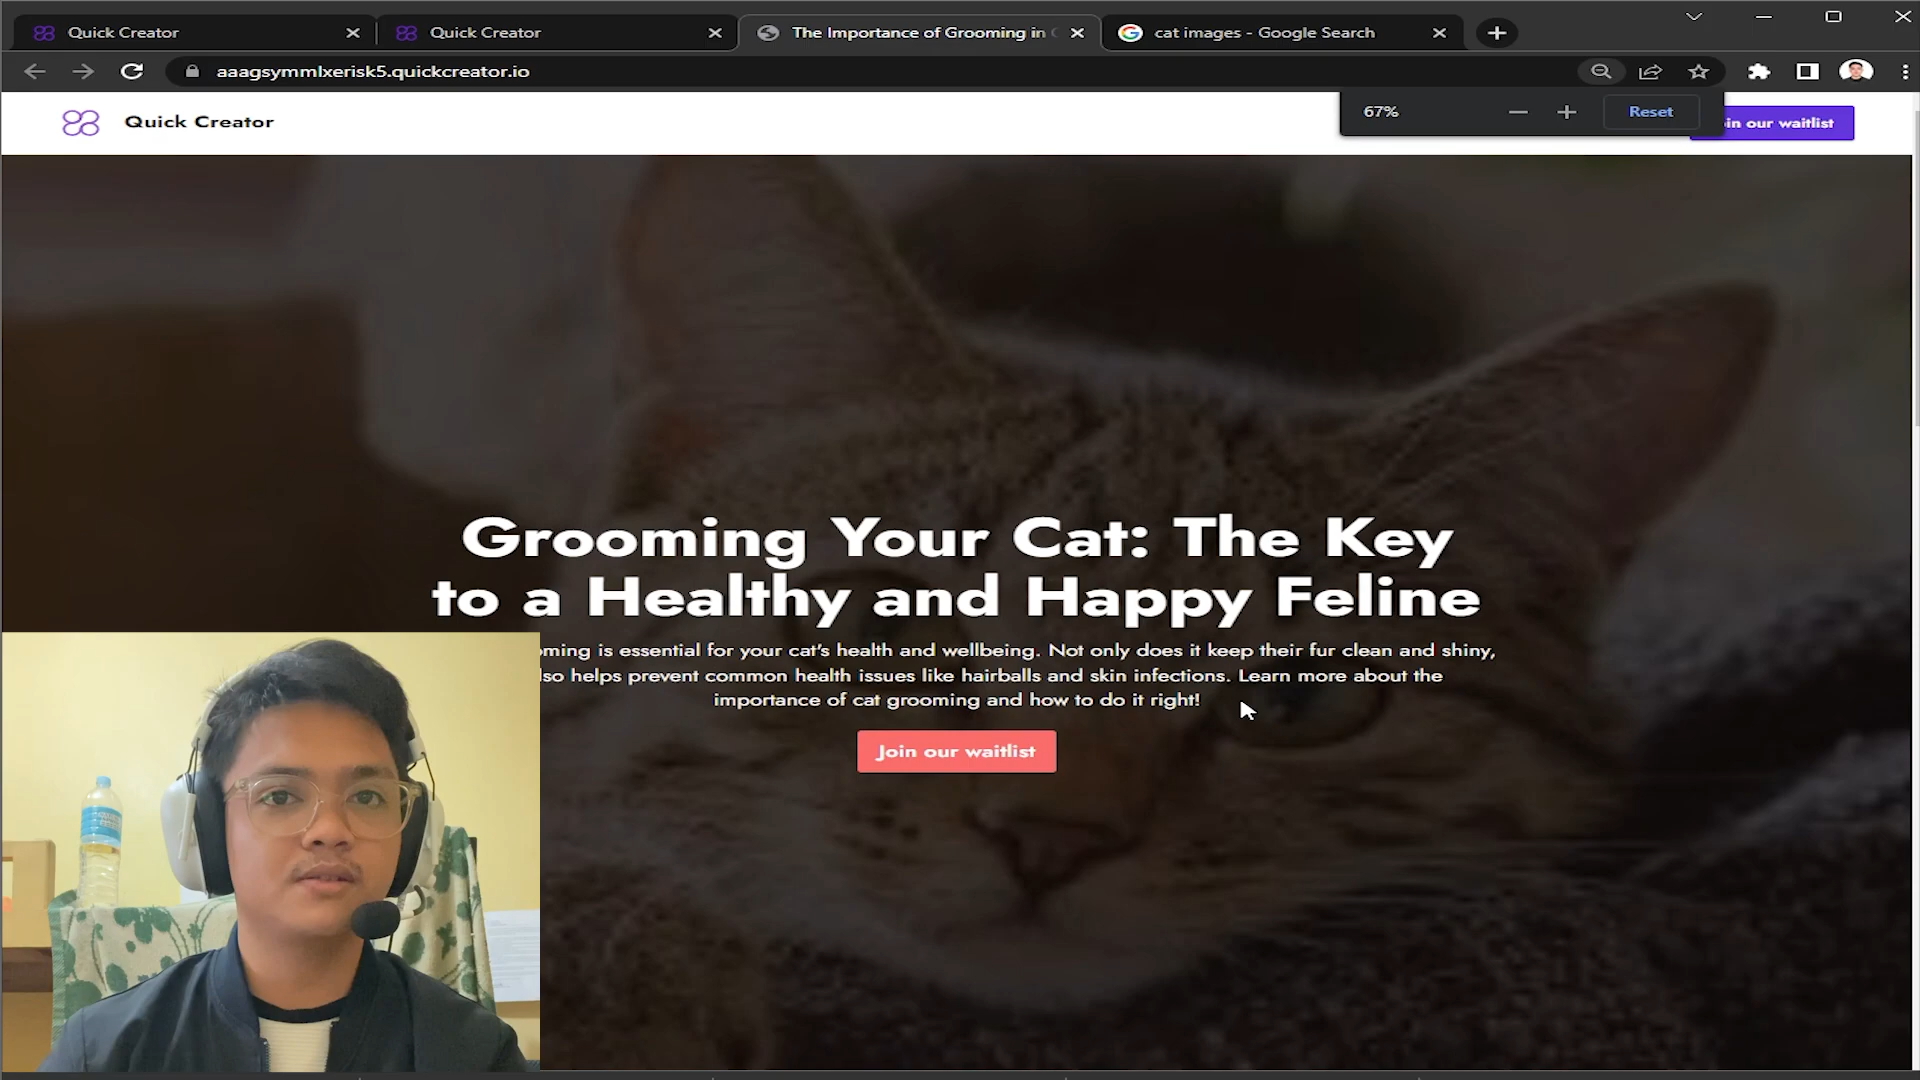 Quick Creator
Quick Creator
The Importance of Grooming in
cat images - Google Search
aaagsymmlxerisk5.quickcreator.io
67%
Reset
Quick Creator
in our waitlist
Grooming Your Cat: The Key
to a Healthy and Happy Feline
oming is essential for your cat's health and wellbeing. Not only does it keep their fur clean and shiny,
lso helps prevent common health issues like hairballs and skin infections. Learn more about the
importance of cat grooming and how to do it right!
Join our waitlist